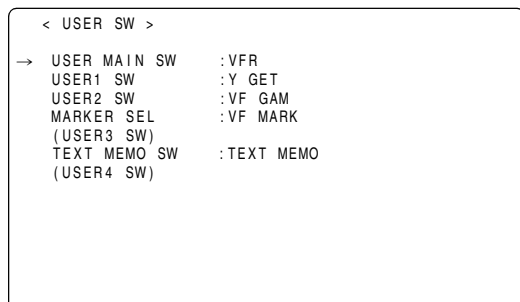 < USER SW >
→ USER MAIN SW :VFR
USER1 SW :Y GET
USER2 SW :VF GAM
MARKER SEL :VF MARK
(USER3 SW)
TEXT MEMO SW :TEXT MEMO
(USER4 SW)